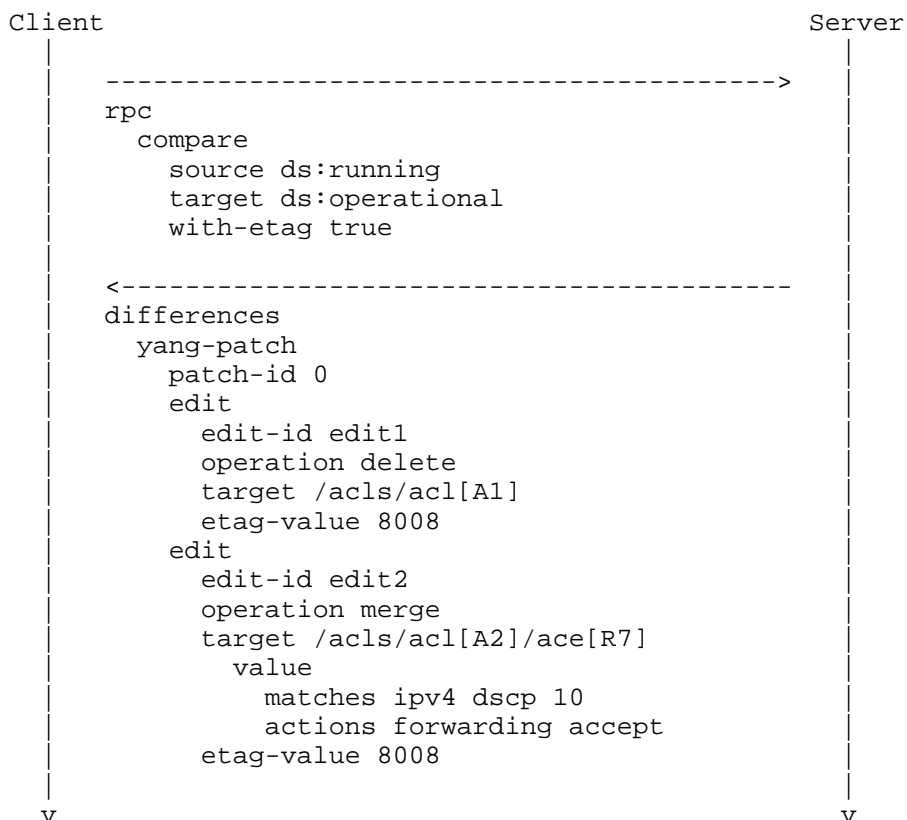 Client Server
rpc
compare
source ds:running
target ds:operational
with-etag true
differences
yang-patch
patch-id 0
edit
edit-id edit1
operation delete
target /acls/acl[A1]
etag-value 8008
edit
edit-id edit2
operation merge
target /acls/acl[A2]/ace[R7]
value
matches ipv4 dscp 10
actions forwarding accept
etag-value 8008
v v